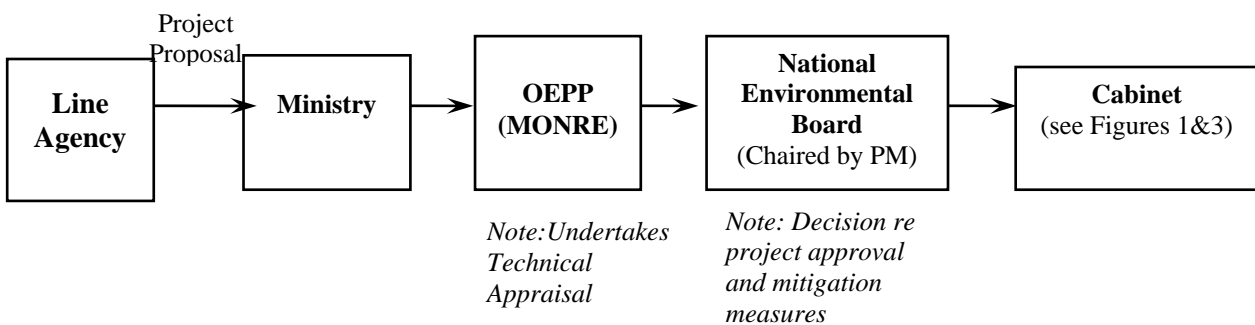 Project
Proposal
Line
Agency
Ministry
OEPP
(MONRE)
National
Environmental
Board
(Chaired by PM)
Cabinet
(see Figures 1&3)
Note:Undertakes
Technical
Appraisal
Note: Decision re
project approval
and mitigation
measures